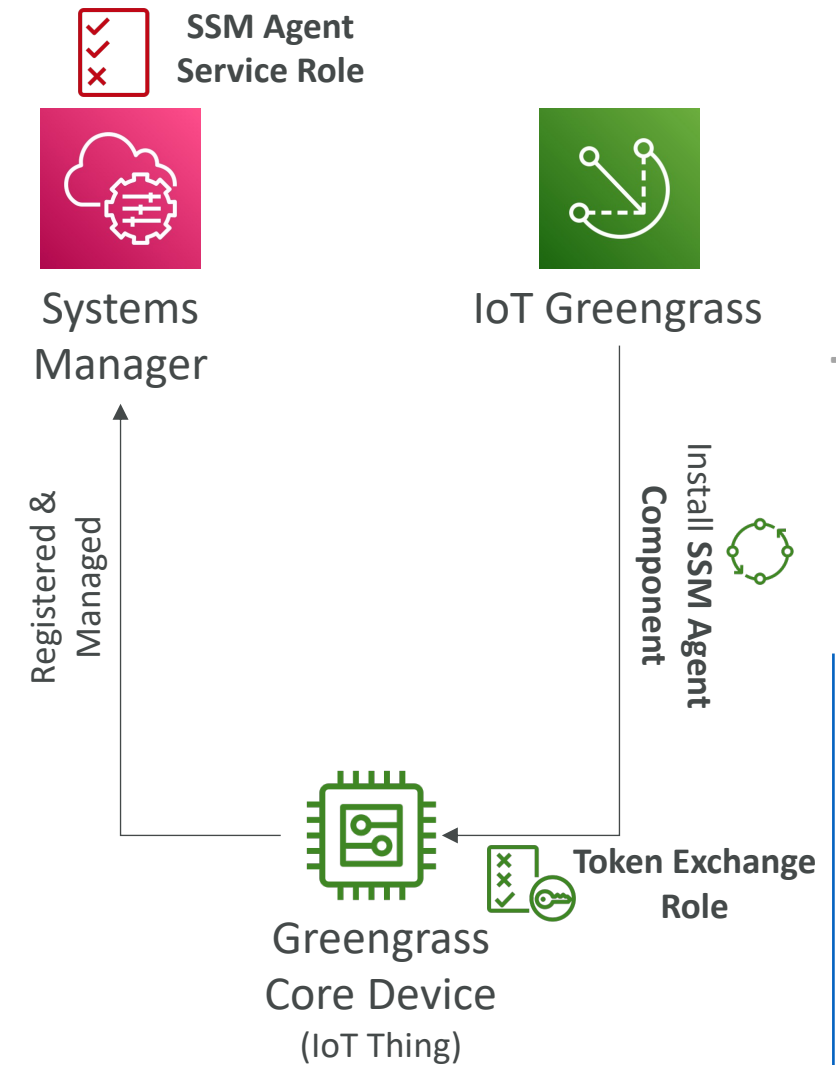 SSM Agent
Service Role
Systems
Manager
IoT Greengrass
Registered &
Managed
Install SSM Agent
Component
Token Exchange
Role
Greengrass
Core Device
(IoT Thing)